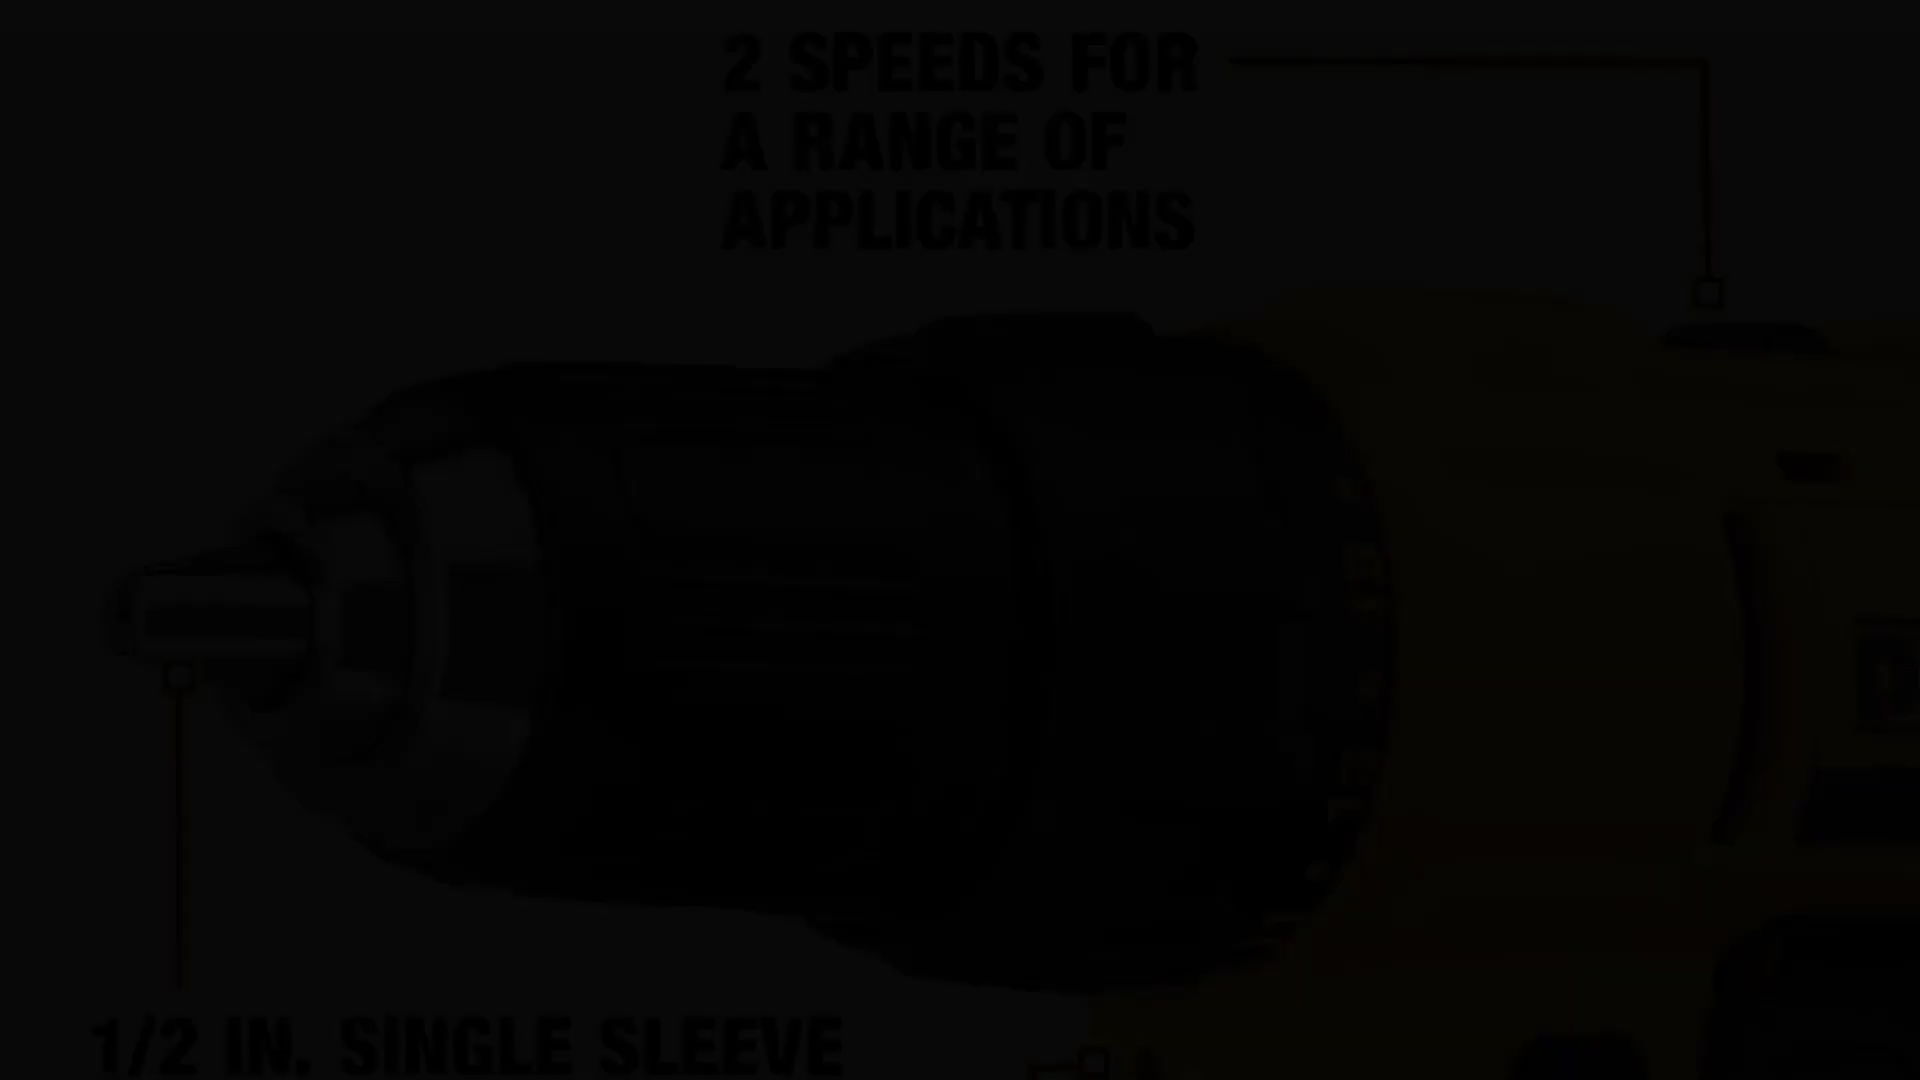 2 SPEEDS FOR
A RANGE OF
APPLICATIONS
1/2 IN. SINGLE SLEEVE